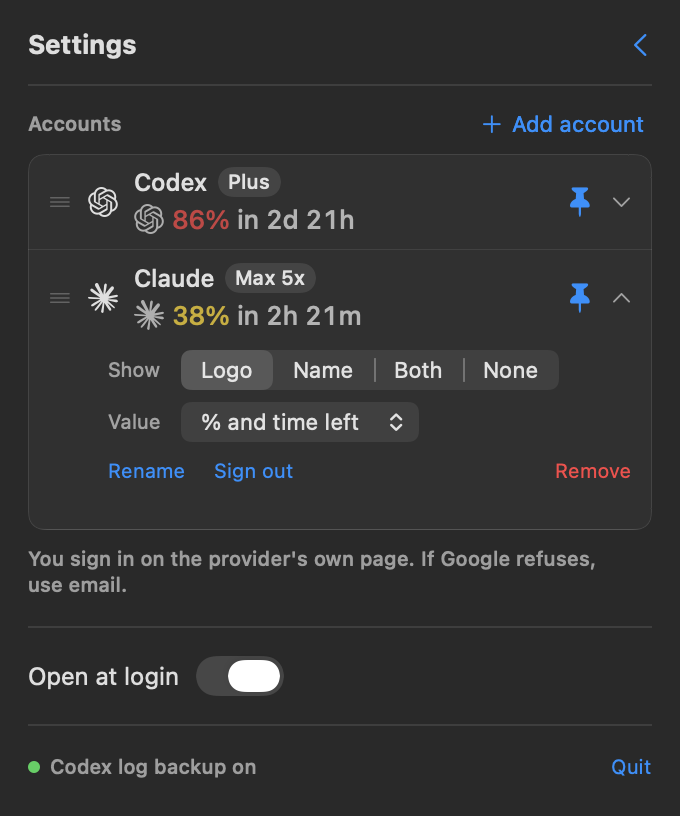 Settings
Accounts
+ Add account
Codex Plus
86% in 2d 21h
Claude Max 5x
38% in 2h 21m
Show Logo Name Both None
Value % and time left
Rename Sign out Remove
You sign in on the provider's own page. If Google refuses,
use email.
Open at login
Codex log backup on
Quit